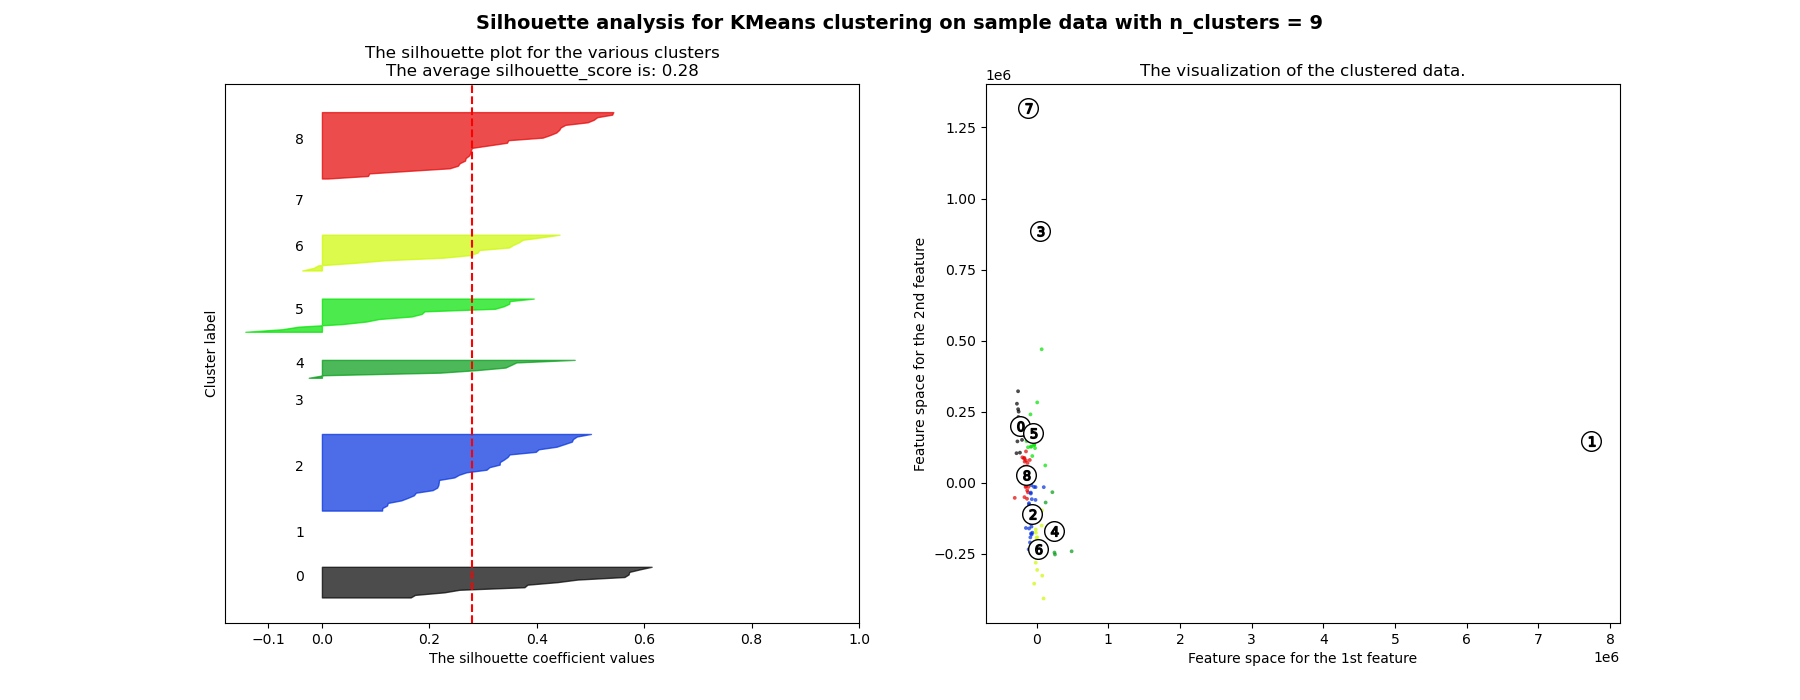 Silhouette analysis for KMeans clustering on sample data with n_clusters = 9
The silhouette plot for the various clusters
The average silhouette_score is: 0.28
Cluster label
8
7
6
5
4
3
2
1
0
−0.1 0.0 0.2 0.4 0.6 0.8 1.0
The silhouette coefficient values
The visualization of the clustered data.
1e6
Feature space for the 2nd feature
1.25
1.00
0.75
0.50
0.25
0.00
−0.25
7
3
0
5
1
8
2
4
6
0 1 2 3 4 5 6 7 8
1e6
Feature space for the 1st feature